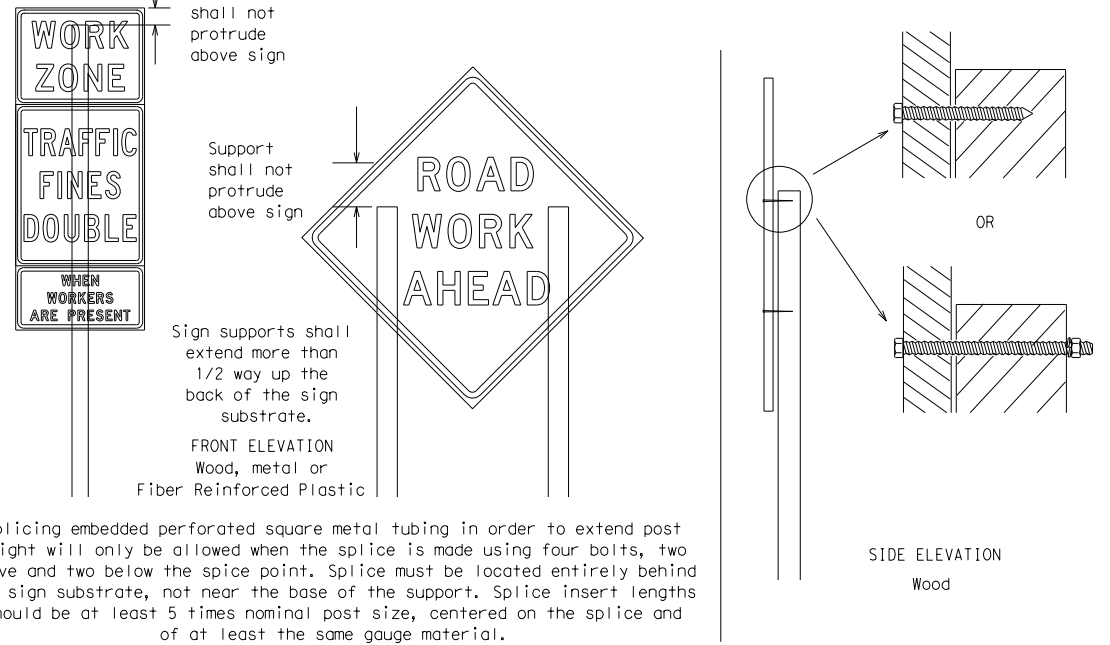 WORK
ZONE
TRAFFIC
FINES
DOUBLE
WHEN
WORKERS
ARE PRESENT
shall not
protrude
above sign
Support
shall not
protrude
above sign
ROAD
WORK
AHEAD
Sign supports shall
extend more than
1/2 way up the
back of the sign
substrate.
FRONT ELEVATION
Wood, metal or
Fiber Reinforced Plastic
OR
SIDE ELEVATION
Wood
plicing embedded perforated square metal tubing in order to extend post
ight will only be allowed when the splice is made using four bolts, two
ve and two below the spice point. Splice must be located entirely behind
sign substrate, not near the base of the support. Splice insert lengths
hould be at least 5 times nominal post size, centered on the splice and
of at least the same gauge material.